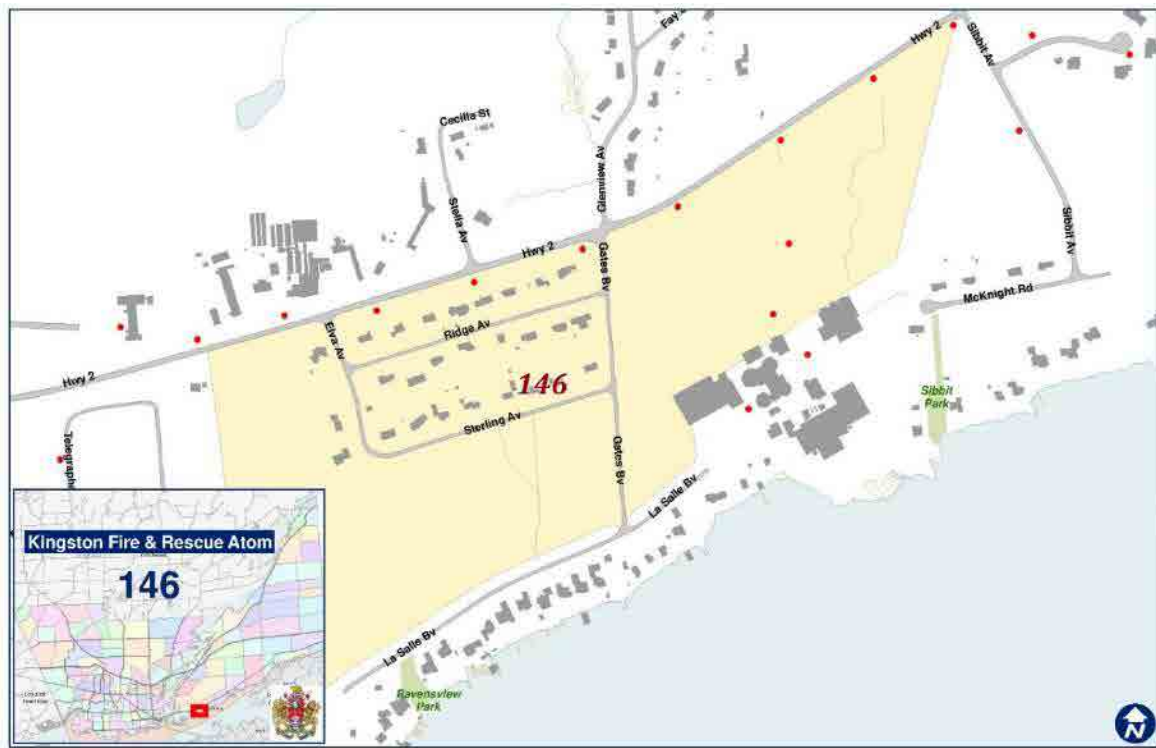 Fay
Hwy 2
Sibbit Av
Cecilia St
Glenview Av
Stella Av
Hwy 2
Gates Bv
Sibbit Av
McKnight Rd
Elva Av
Ridge Av
Hwy 2
146
Sterling Av
Sibbit
Park
Gates Bv
La Salle Bv
Kingston Fire & Rescue Atom
146
La Salle Bv
Ravensview
Park
N